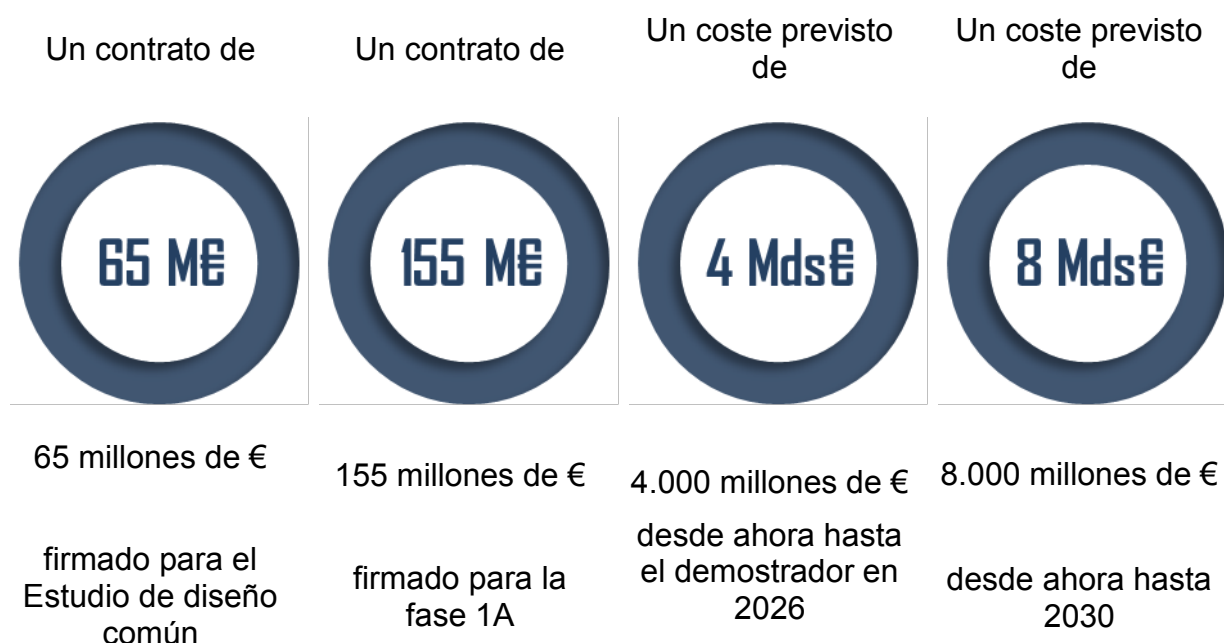 Un contrato de
65 M€
65 millones de €
firmado para el
Estudio de diseño
común
Un contrato de
155 M€
155 millones de €
firmado para la
fase 1A
Un coste previsto
de
4 Mds€
4.000 millones de €
desde ahora hasta
el demostrador en
2026
Un coste previsto
de
8 Mds€
8.000 millones de €
desde ahora hasta
2030